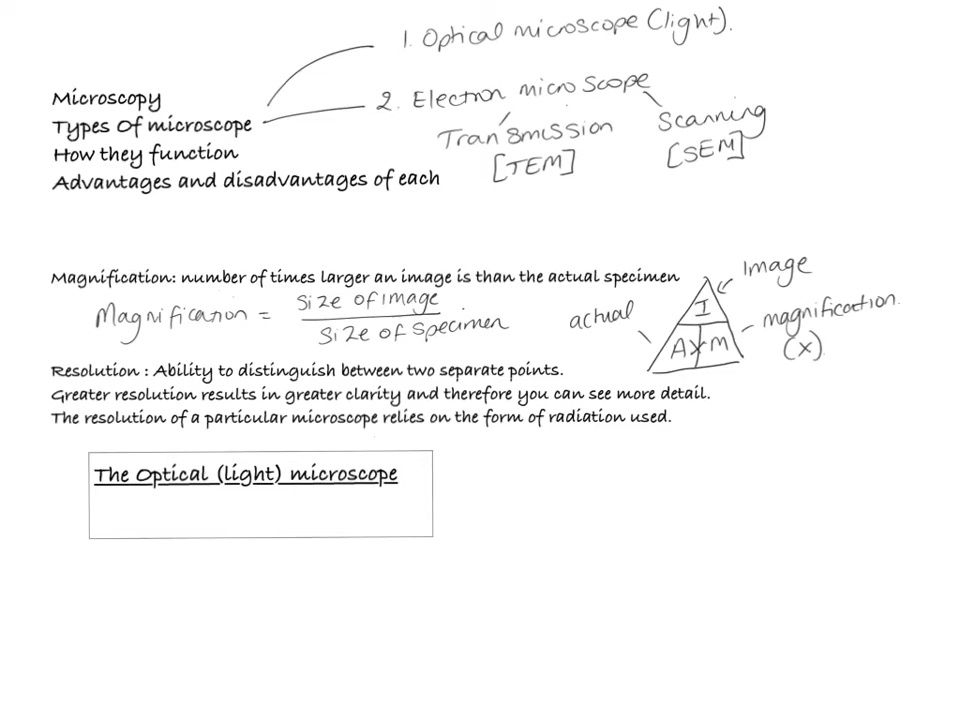 1. Optical microscope (light).
2. Electron microscope
Transmission
[TEM]
Scanning
[SEM]
Microscopy
Types Of microscope
How they function
Advantages and disadvantages of each
Magnification: number of times larger an image is than the actual specimen
Magnification = Size of image
Size of Specimen
actual
I
A x M
Image
magnification.
(x)
Resolution : Ability to distinguish between two separate points.
Greater resolution results in greater clarity and therefore you can see more detail.
The resolution of a particular microscope relies on the form of radiation used.
The Optical (light) microscope